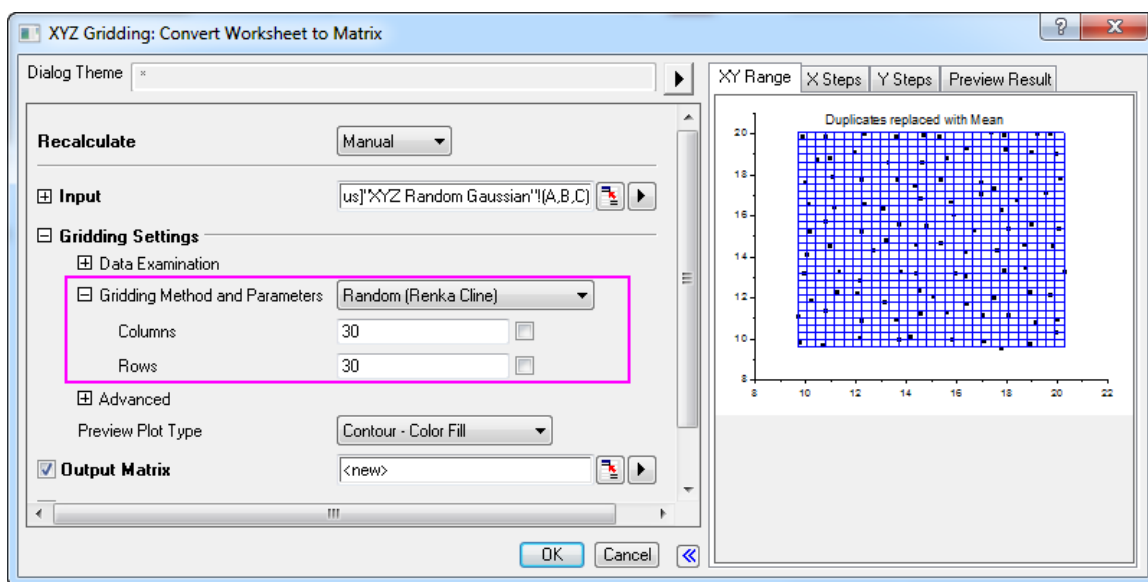 XYZ Gridding: Convert Worksheet to Matrix
Dialog Theme *
Recalculate Manual
Input us]"XYZ Random Gaussian"!(A,B,C)
Gridding Settings
Data Examination
Gridding Method and Parameters Random (Renka Cline)
Columns 30
Rows 30
Advanced
Preview Plot Type Contour - Color Fill
Output Matrix <new>
OK Cancel
XY Range X Steps Y Steps Preview Result
Duplicates replaced with Mean
20
18
16
14
12
10
8
8 10 12 14 16 18 20 22